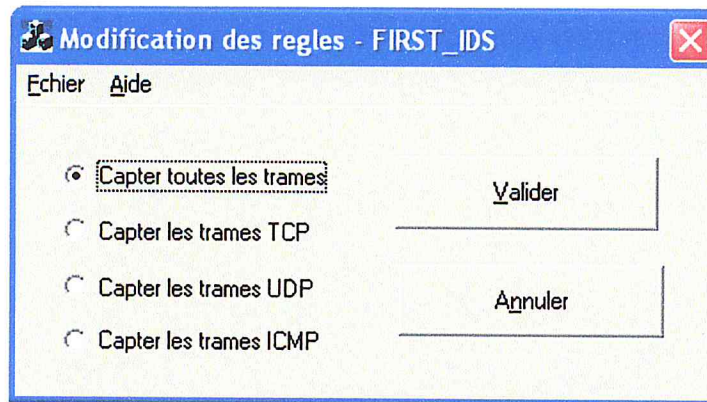 Modification des regles - FIRST_IDS
Fchier Aide
Capter toutes les trames
Valider
Capter les trames TCP
Capter les trames UDP
Annuler
Capter les trames ICMP